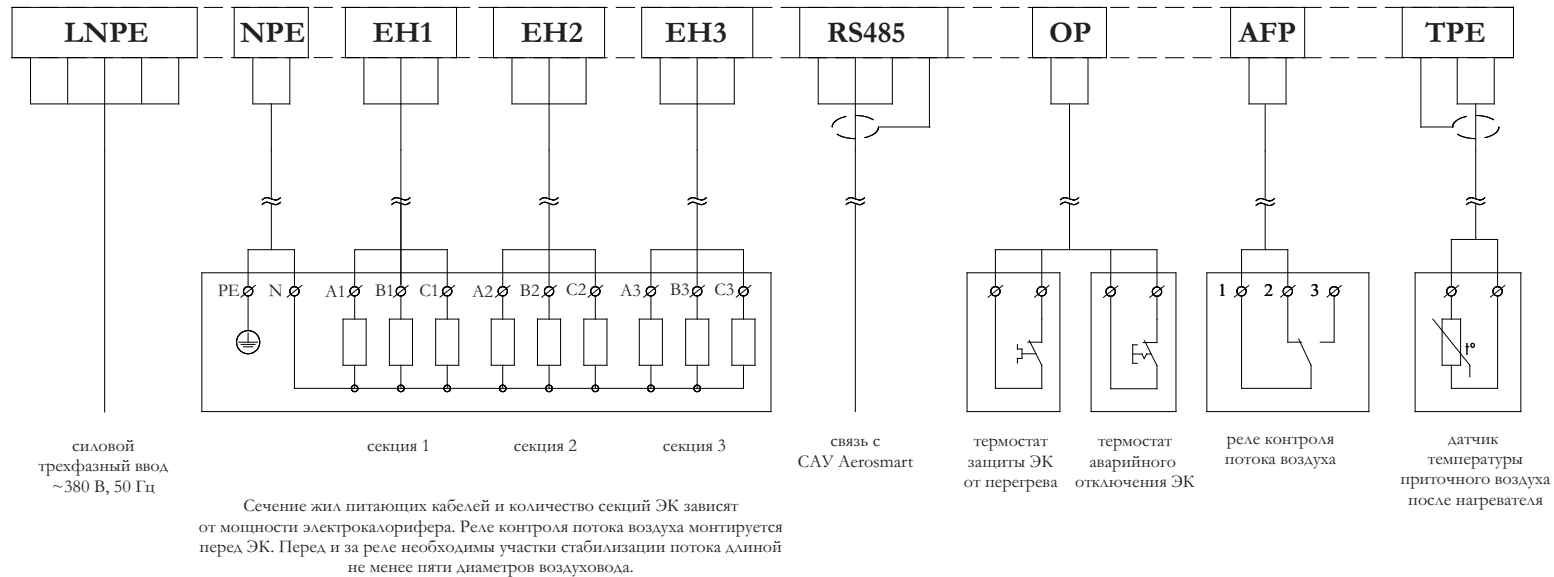 LNPE NPE EH1 EH2 EH3 RS485 OP AFP TPE
PE N A1 B1 C1 A2 B2 C2 A3 B3 C3 1 2 3
t°
силовой
трехфазный ввод
~380 В, 50 Гц
секция 1
секция 2
секция 3
связь с
САУ Aerosmart
термостат
защиты ЭК
от перегрева
термостат
аварийного
отключения ЭК
реле контроля
потока воздуха
датчик
температуры
приточного воздуха
после нагревателя
Сечение жил питающих кабелей и количество секций ЭК зависят
от мощности электрокалорифера. Реле контроля потока воздуха монтируется
перед ЭК. Перед и за реле необходимы участки стабилизации потока длиной
не менее пяти диаметров воздуховода.